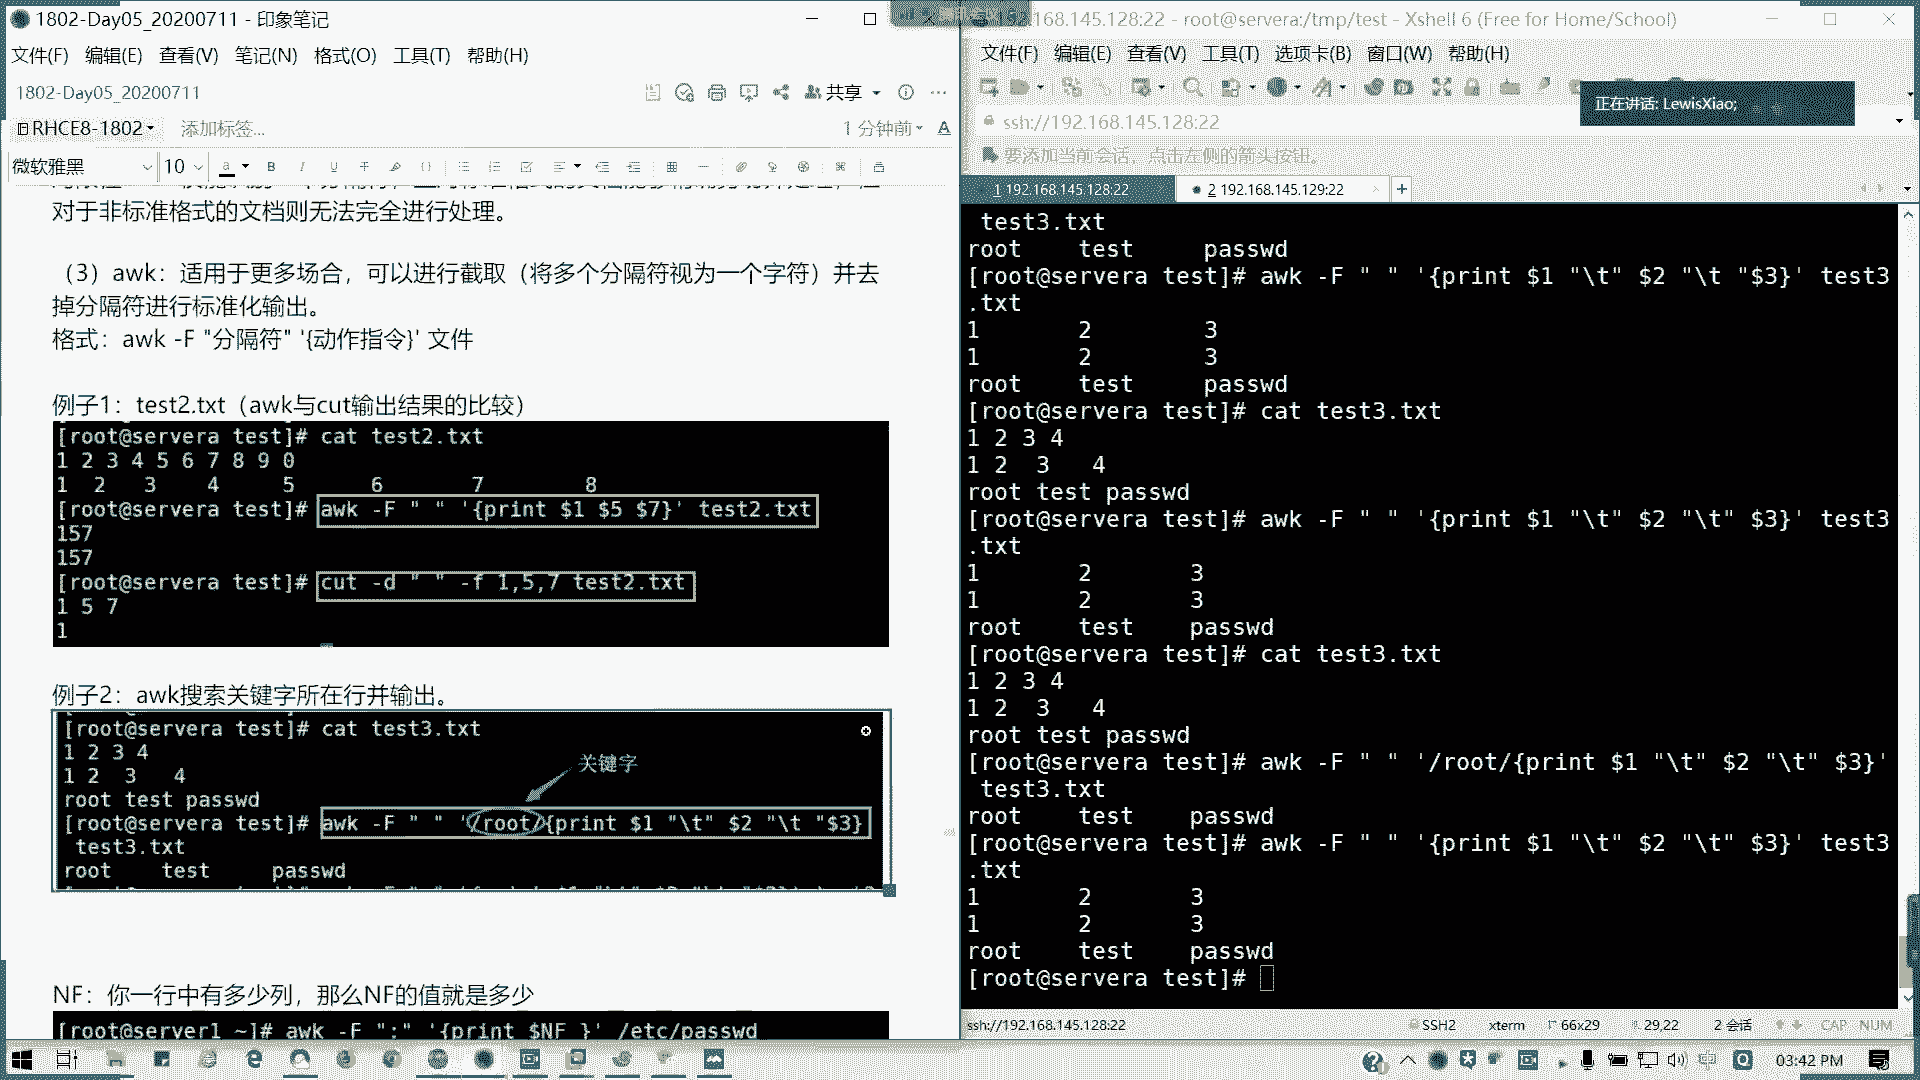 1802-Day05_20200711 - 印象笔记
文件(F) 编辑(E) 查看(V) 笔记(N) 格式(O) 工具(T) 帮助(H)
1802-Day05_20200711
共享
RHCE8-1802
添加标签...
1 分钟前
微软雅黑 10
对于非标准格式的文档则无法完全进行处理。
（3）awk：适用于更多场合，可以进行截取（将多个分隔符视为一个字符）并去
掉分隔符进行标准化输出。
格式：awk -F "分隔符" '{动作指令}' 文件
例子1：test2.txt（awk与cut输出结果的比较）
[root@servera test]# cat test2.txt
1 2 3 4 5 6 7 8 9 0
1  2   3    4     5      6       7        8
[root@servera test]# awk -F " " '{print $1 $5 $7}' test2.txt
157
157
[root@servera test]# cut -d " " -f 1,5,7 test2.txt
1 5 7
1
例子2：awk搜索关键字所在行并输出。
[root@servera test]# cat test3.txt
1 2 3 4
1 2  3   4
关键字
root test passwd
[root@servera test]# awk -F " " '/root/{print $1 "\t" $2 "\t "$3}
test3.txt
root    test     passwd
NF：你一行中有多少列，那么NF的值就是多少
[root@server1 ~]# awk -F ":" '{print $NF }' /etc/passwd
168.145.128:22 - root@servera:/tmp/test - Xshell 6 (Free for Home/School)
文件(F) 编辑(E) 查看(V) 工具(T) 选项卡(B) 窗口(W) 帮助(H)
正在讲话: LewisXiao;
ssh://192.168.145.128:22
要添加当前会话，点击左侧的箭头按钮。
1 192.168.145.128:22
2 192.168.145.129:22
test3.txt
root    test     passwd
[root@servera test]# awk -F " " '{print $1 "\t" $2 "\t "$3}' test3
.txt
1       2        3
1       2        3
root    test     passwd
[root@servera test]# cat test3.txt
1 2 3 4
1 2  3   4
root test passwd
[root@servera test]# awk -F " " '{print $1 "\t" $2 "\t" $3}' test3
.txt
1       2       3
1       2       3
root    test    passwd
[root@servera test]# cat test3.txt
1 2 3 4
1 2  3   4
root test passwd
[root@servera test]# awk -F " " '/root/{print $1 "\t" $2 "\t" $3}'
test3.txt
root    test    passwd
[root@servera test]# awk -F " " '{print $1 "\t" $2 "\t" $3}' test3
.txt
1       2       3
1       2       3
root    test    passwd
[root@servera test]#
ssh://192.168.145.128:22 SSH2 xterm 66x29 29,22 2 会话 CAP NUM
03:42 PM